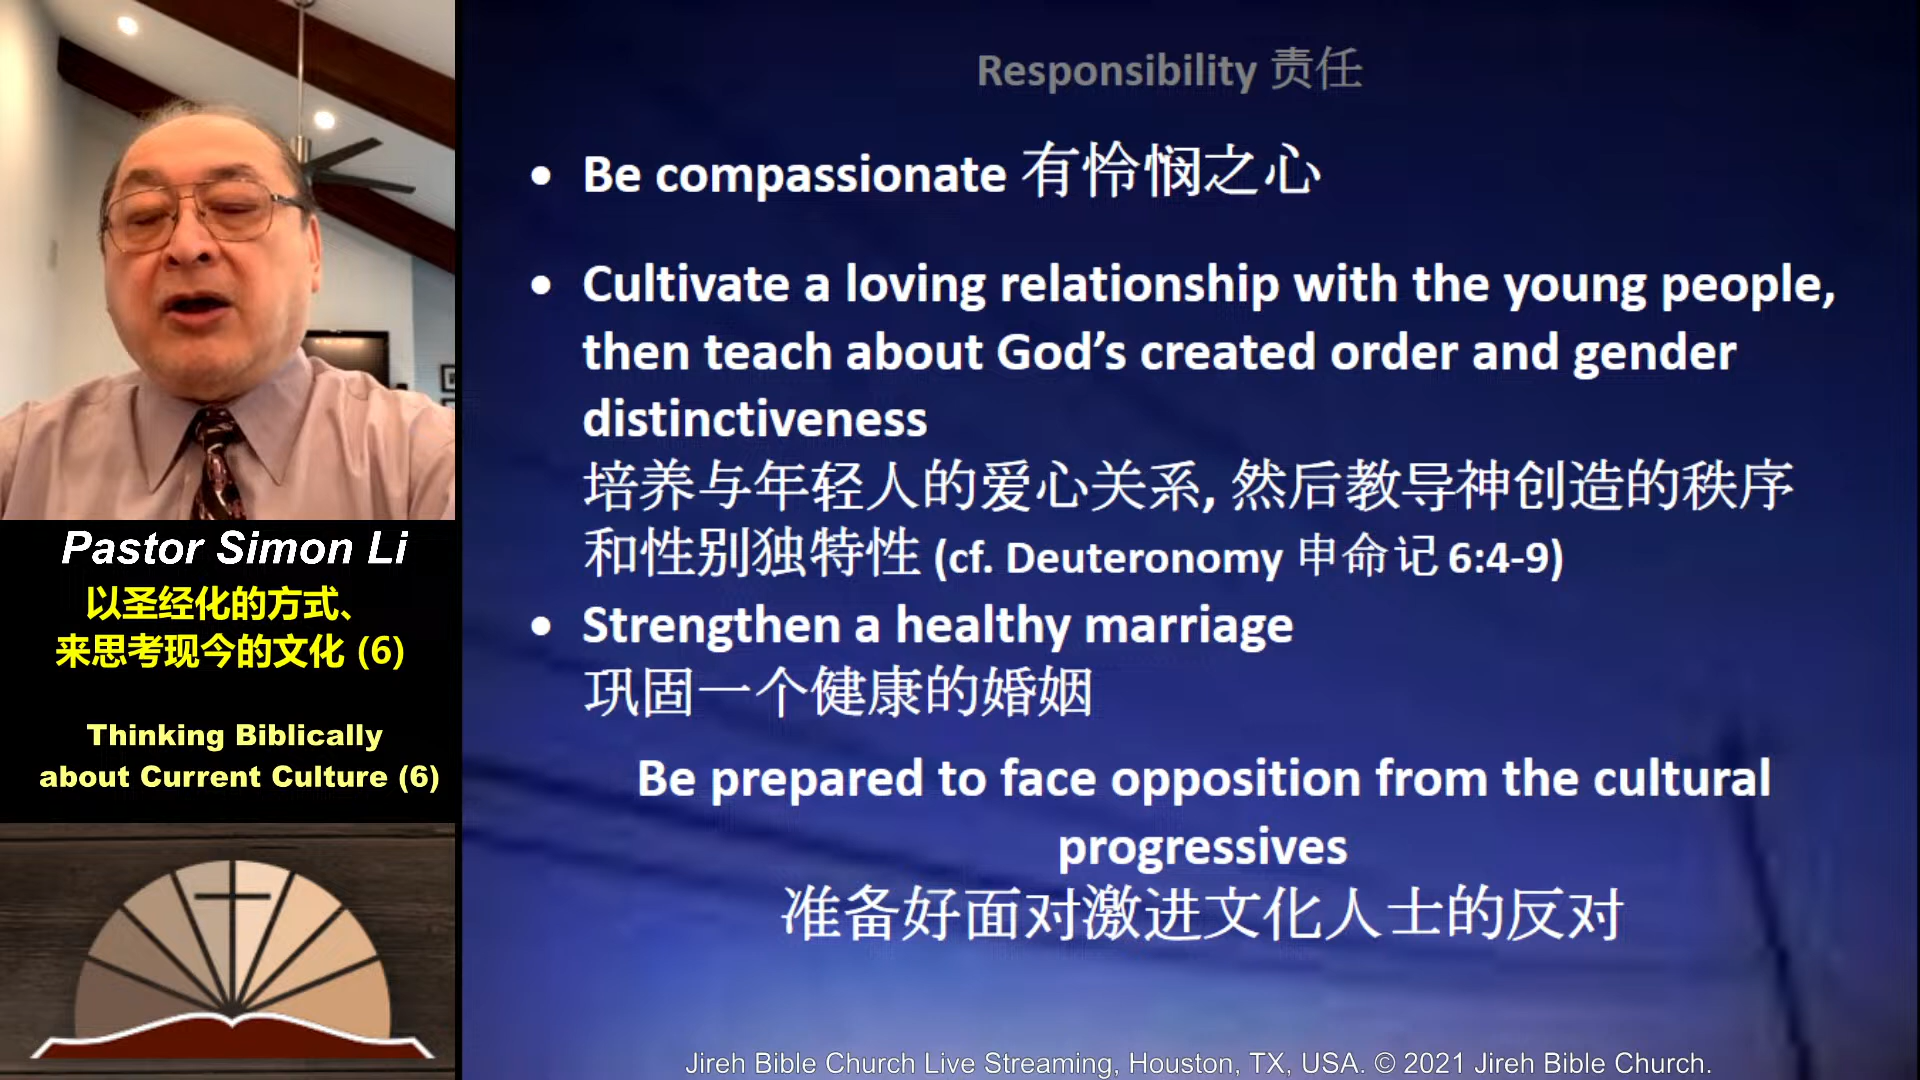 Responsibility 责任
• Be compassionate 有怜悯之心
• Cultivate a loving relationship with the young people,
then teach about God’s created order and gender
distinctiveness
培养与年轻人的爱心关系, 然后教导神创造的秩序
和性别独特性 (cf. Deuteronomy 申命记 6:4-9)
• Strengthen a healthy marriage
巩固一个健康的婚姻
Be prepared to face opposition from the cultural
progressives
准备好面对激进文化人士的反对
Pastor Simon Li
以圣经化的方式、
来思考现今的文化 (6)
Thinking Biblically
about Current Culture (6)
Jireh Bible Church Live Streaming, Houston, TX, USA. © 2021 Jireh Bible Church.